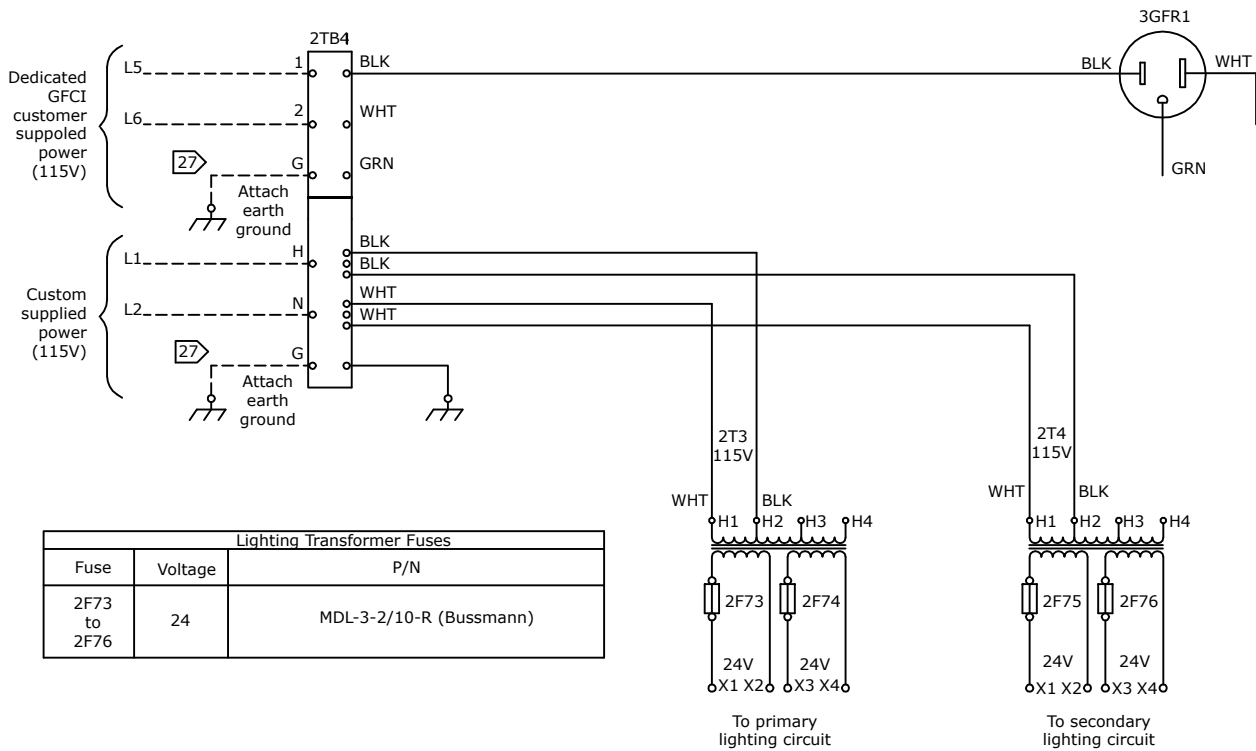 3GFR1
2TB4
Dedicated
GFCI
customer
suppoled
power
(115V)
L5
1
BLK
BLK
WHT
L6
2
WHT
27
G
GRN
GRN
Attach
earth
ground
Custom
supplied
power
(115V)
L1
H
BLK
BLK
L2
N
WHT
WHT
27
G
Attach
earth
ground
2T3
115V
WHT
BLK
H1
H2
H3
H4
2F73
2F74
24V
24V
X1 X2
X3 X4
To primary
lighting circuit
2T4
115V
WHT
BLK
H1
H2
H3
H4
2F75
2F76
24V
24V
X1 X2
X3 X4
To secondary
lighting circuit
Lighting Transformer Fuses
Fuse Voltage P/N
2F73
to
2F76
24
MDL-3-2/10-R (Bussmann)